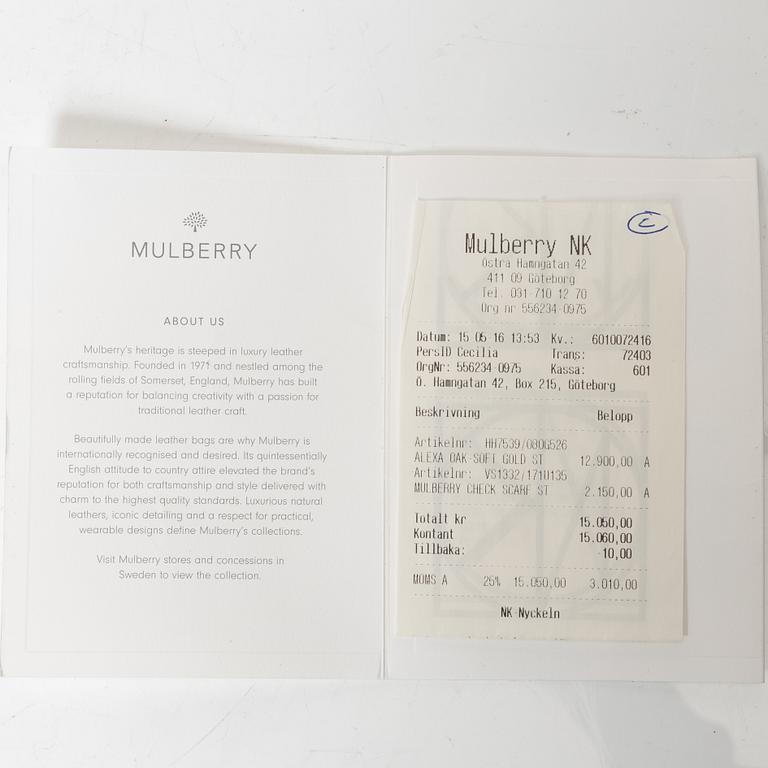 MULBERRY
ABOUT US
Mulberry's heritage is steeped in luxury leather
craftsmanship. Founded in 1971 and nestled among the
rolling fields of Somerset, England, Mulberry has built
a reputation for balancing creativity with a passion for
traditional leather craft.
Beautifully made leather bags are why Mulberry is
internationally recognised and desired. Its quintessentially
English attitude to country attire elevated the brand's
reputation for both craftsmanship and style delivered with
charm to the highest quality standards. Luxurious natural
leathers, iconic detailing and a respect for practical,
wearable designs define Mulberry's collections.
Visit Mulberry stores and concessions in
Sweden to view the collection.
C
Mulberry NK
Östra Hamngatan 42
411 09 Göteborg
Tel. 031-710 12 70
Org nr 556234-0975
Datum: 15 05 16 13:53 Kv.: 6010072416
PersID Cecilia Trans: 72403
OrgNr: 556234-0975 Kassa: 601
Ö. Hamngatan 42, Box 215, Göteborg
Beskrivning Belopp
Artikelnr: HH7539/080G526
ALEXA OAK-SOFT GOLD ST 12.900,00 A
Artikelnr: VS1332/171U135
MULBERRY CHECK SCARF ST 2.150,00 A
Totalt kr 15.050,00
Kontant 15.060,00
Tillbaka: -10,00
MOMS A 25% 15.050,00 3.010,00
NK-Nyckeln